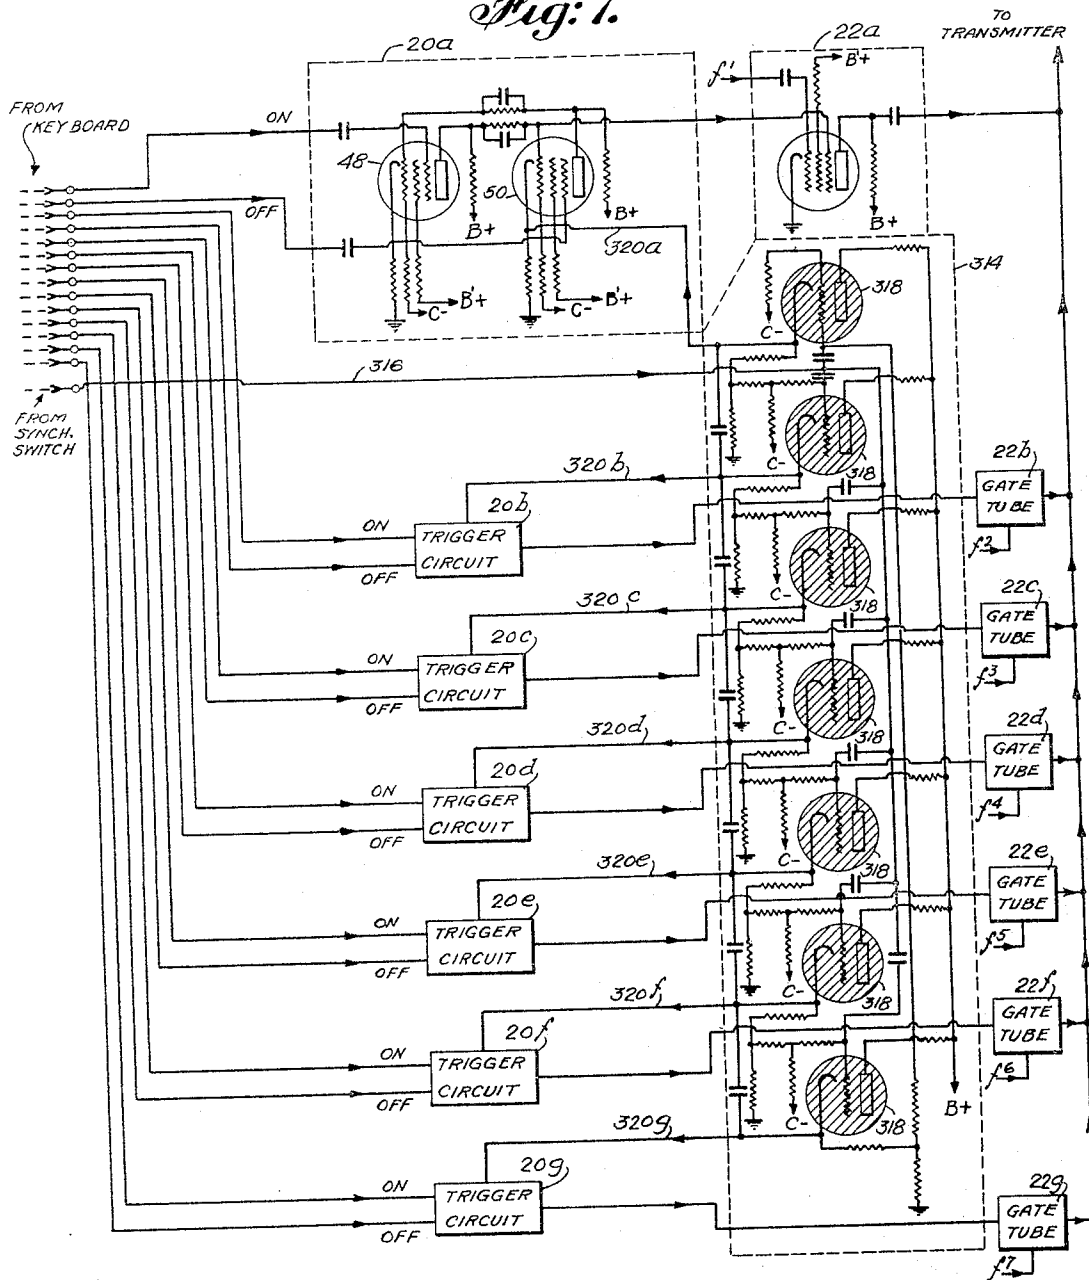 Fig: 1.
TO
TRANSMITTER
20a
22a
f1
B'+
FROM
KEYBOARD
ON
48
50
B+
OFF
B+
B+
320a
314
318
B'+
B'+
C-
C-
C-
316
FROM
SYNCH.
SWITCH
C-
318
320b
22b
GATE
TUBE
20b
ON
TRIGGER
CIRCUIT
OFF
f2
C-
318
320c
22c
GATE
TUBE
20c
ON
TRIGGER
CIRCUIT
OFF
f3
C-
318
320d
22d
GATE
TUBE
20d
ON
TRIGGER
CIRCUIT
OFF
f4
C-
318
320e
22e
GATE
TUBE
20e
ON
TRIGGER
CIRCUIT
OFF
f5
C-
318
320f
22f
GATE
TUBE
20f
ON
TRIGGER
CIRCUIT
OFF
f6
C-
318
B+
320g
20g
22g
ON
TRIGGER
CIRCUIT
OFF
GATE
TUBE
f7